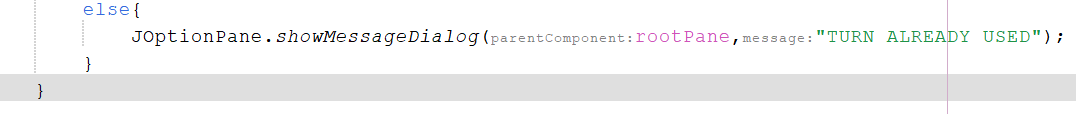 else{
JOptionPane.showMessageDialog(parentComponent:rootPane,message:"TURN ALREADY USED");
}
}